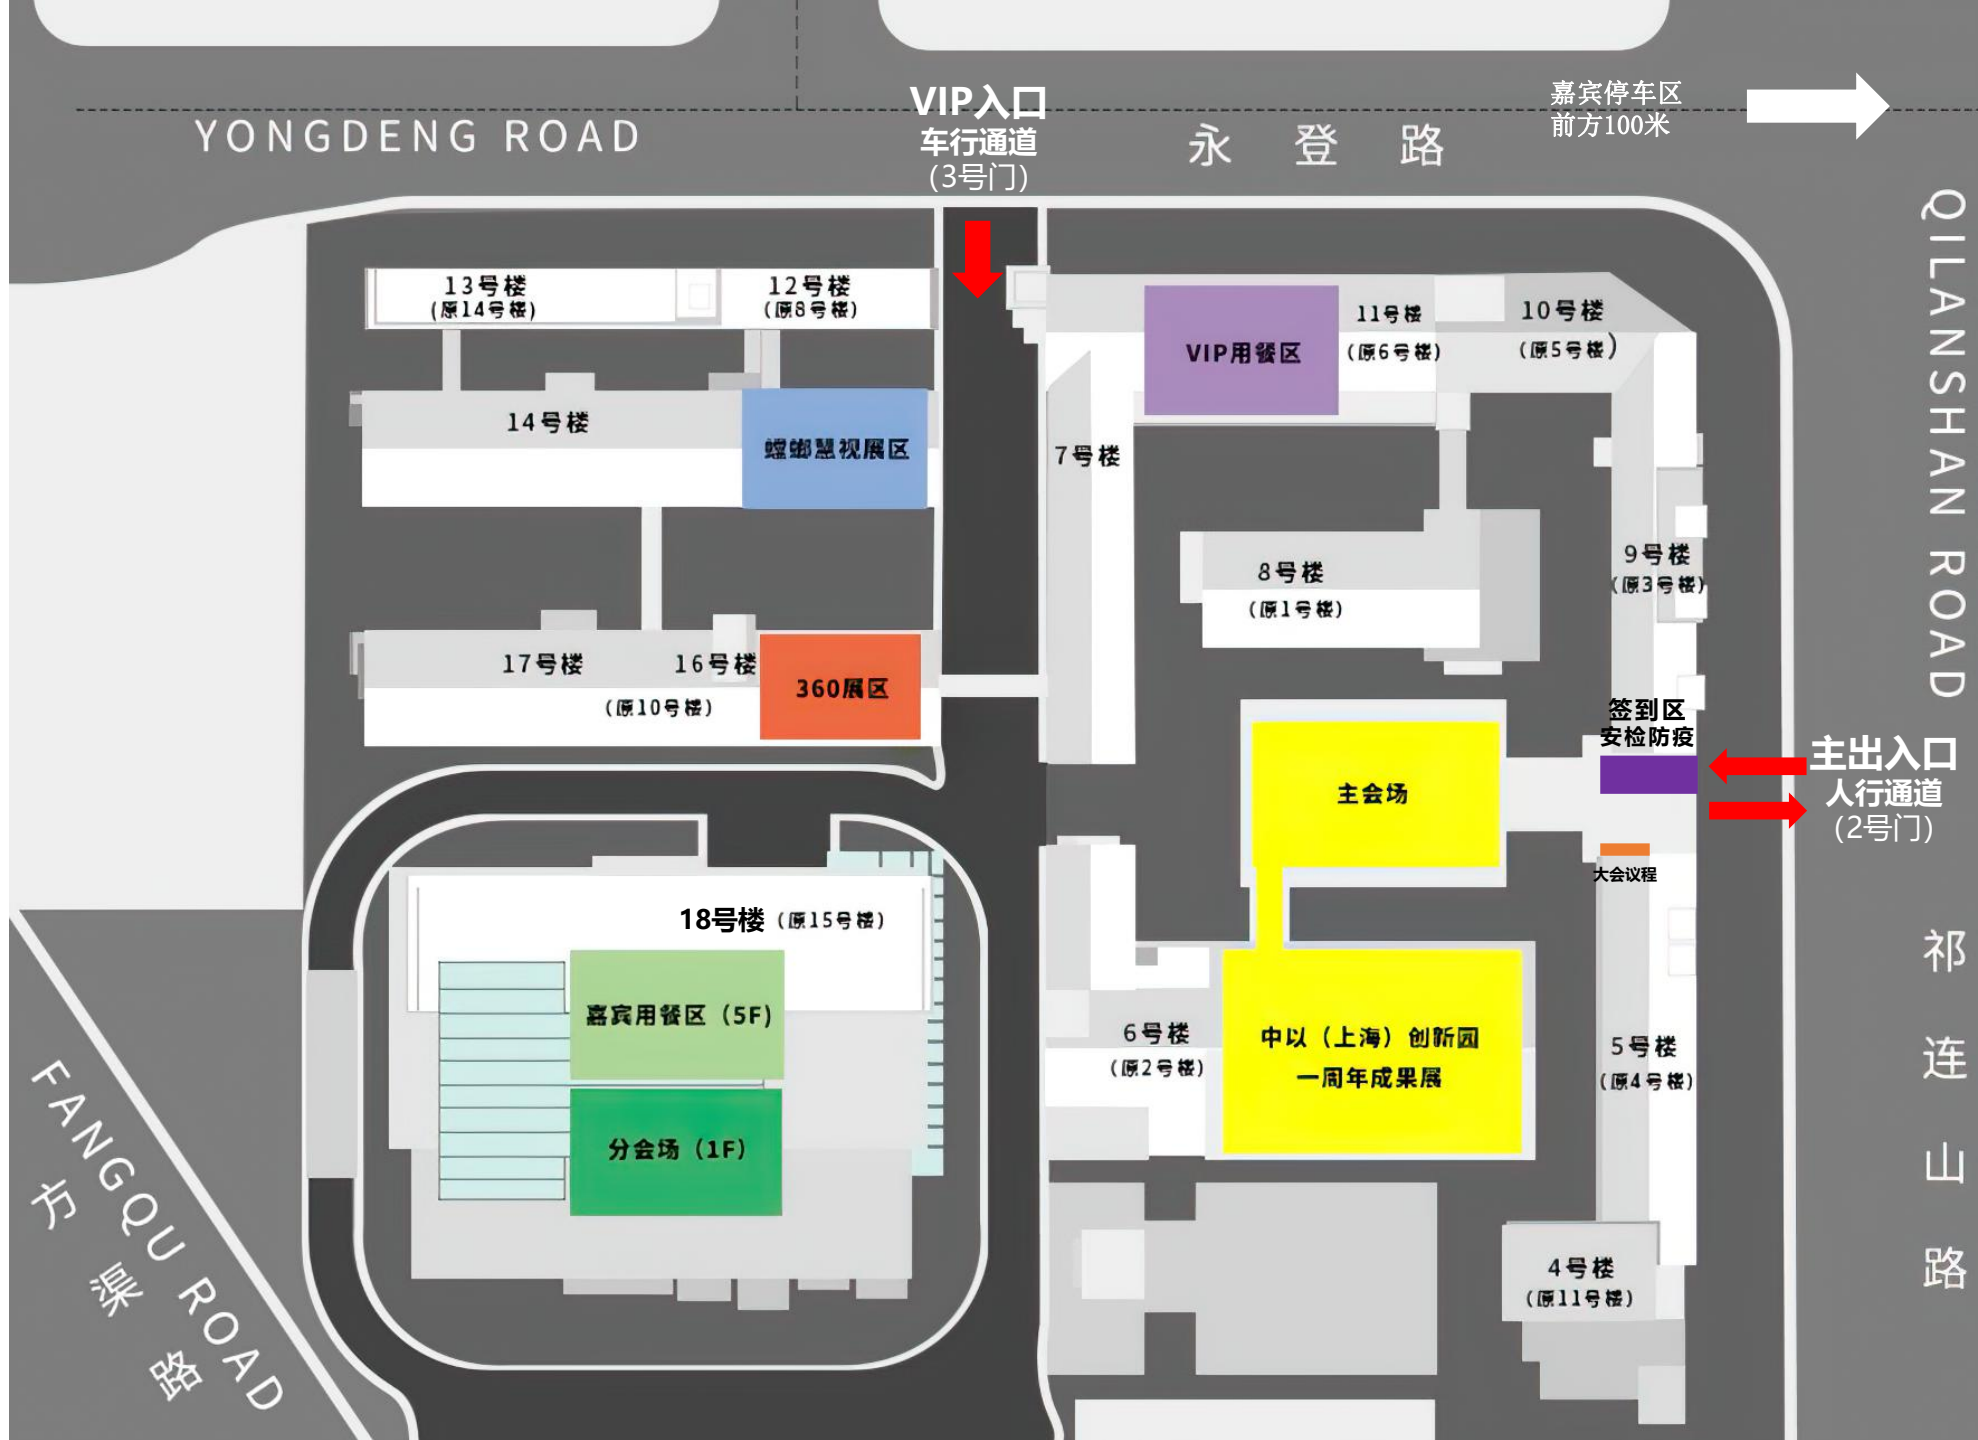 嘉宾停车区
前方100米
VIP入口
车行通道
（3号门）
YONGDENG ROAD
永登路
QILANSHAN ROAD
祁连山路
13号楼
（原14号楼）
12号楼
（原8号楼）
11号楼
（原6号楼）
10号楼
（原5号楼）
VIP用餐区
14号楼
螳螂慧视展区
7号楼
8号楼
（原1号楼）
9号楼
（原3号楼）
17号楼
16号楼
（原10号楼）
360展区
签到区
安检防疫
主出入口
人行通道
（2号门）
主会场
大会议程
18号楼（原15号楼）
嘉宾用餐区（5F）
分会场（1F）
6号楼
（原2号楼）
中以（上海）创新园
一周年成果展
5号楼
（原4号楼）
4号楼
（原11号楼）
FANGQU ROAD
方渠路